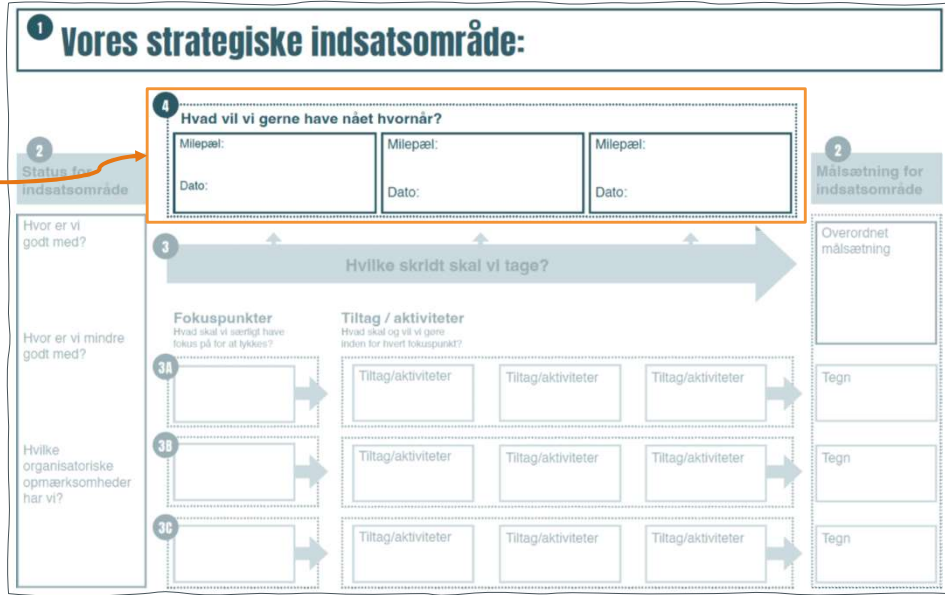 1 Vores strategiske indsatsområde:
4
Hvad vil vi gerne have nået hvornår?
Milepæl:
Dato:
Milepæl:
Dato:
Milepæl:
Dato:
2
Status for
indsatsområde
Hvor er vi
godt med?
Hvor er vi mindre
godt med?
Hvilke
organisatoriske
opmærksomheder
har vi?
3
Hvilke skridt skal vi tage?
Fokuspunkter
Hvad skal vi særligt have
fokus på for at lykkes?
Tiltag / aktiviteter
Hvad skal og vil vi gøre
inden for hvert fokuspunkt?
3A
Tiltag/aktiviteter
Tiltag/aktiviteter
Tiltag/aktiviteter
3B
Tiltag/aktiviteter
Tiltag/aktiviteter
Tiltag/aktiviteter
3C
Tiltag/aktiviteter
Tiltag/aktiviteter
Tiltag/aktiviteter
2
Målsætning for
indsatsområde
Overordnet
målsætning
Tegn
Tegn
Tegn